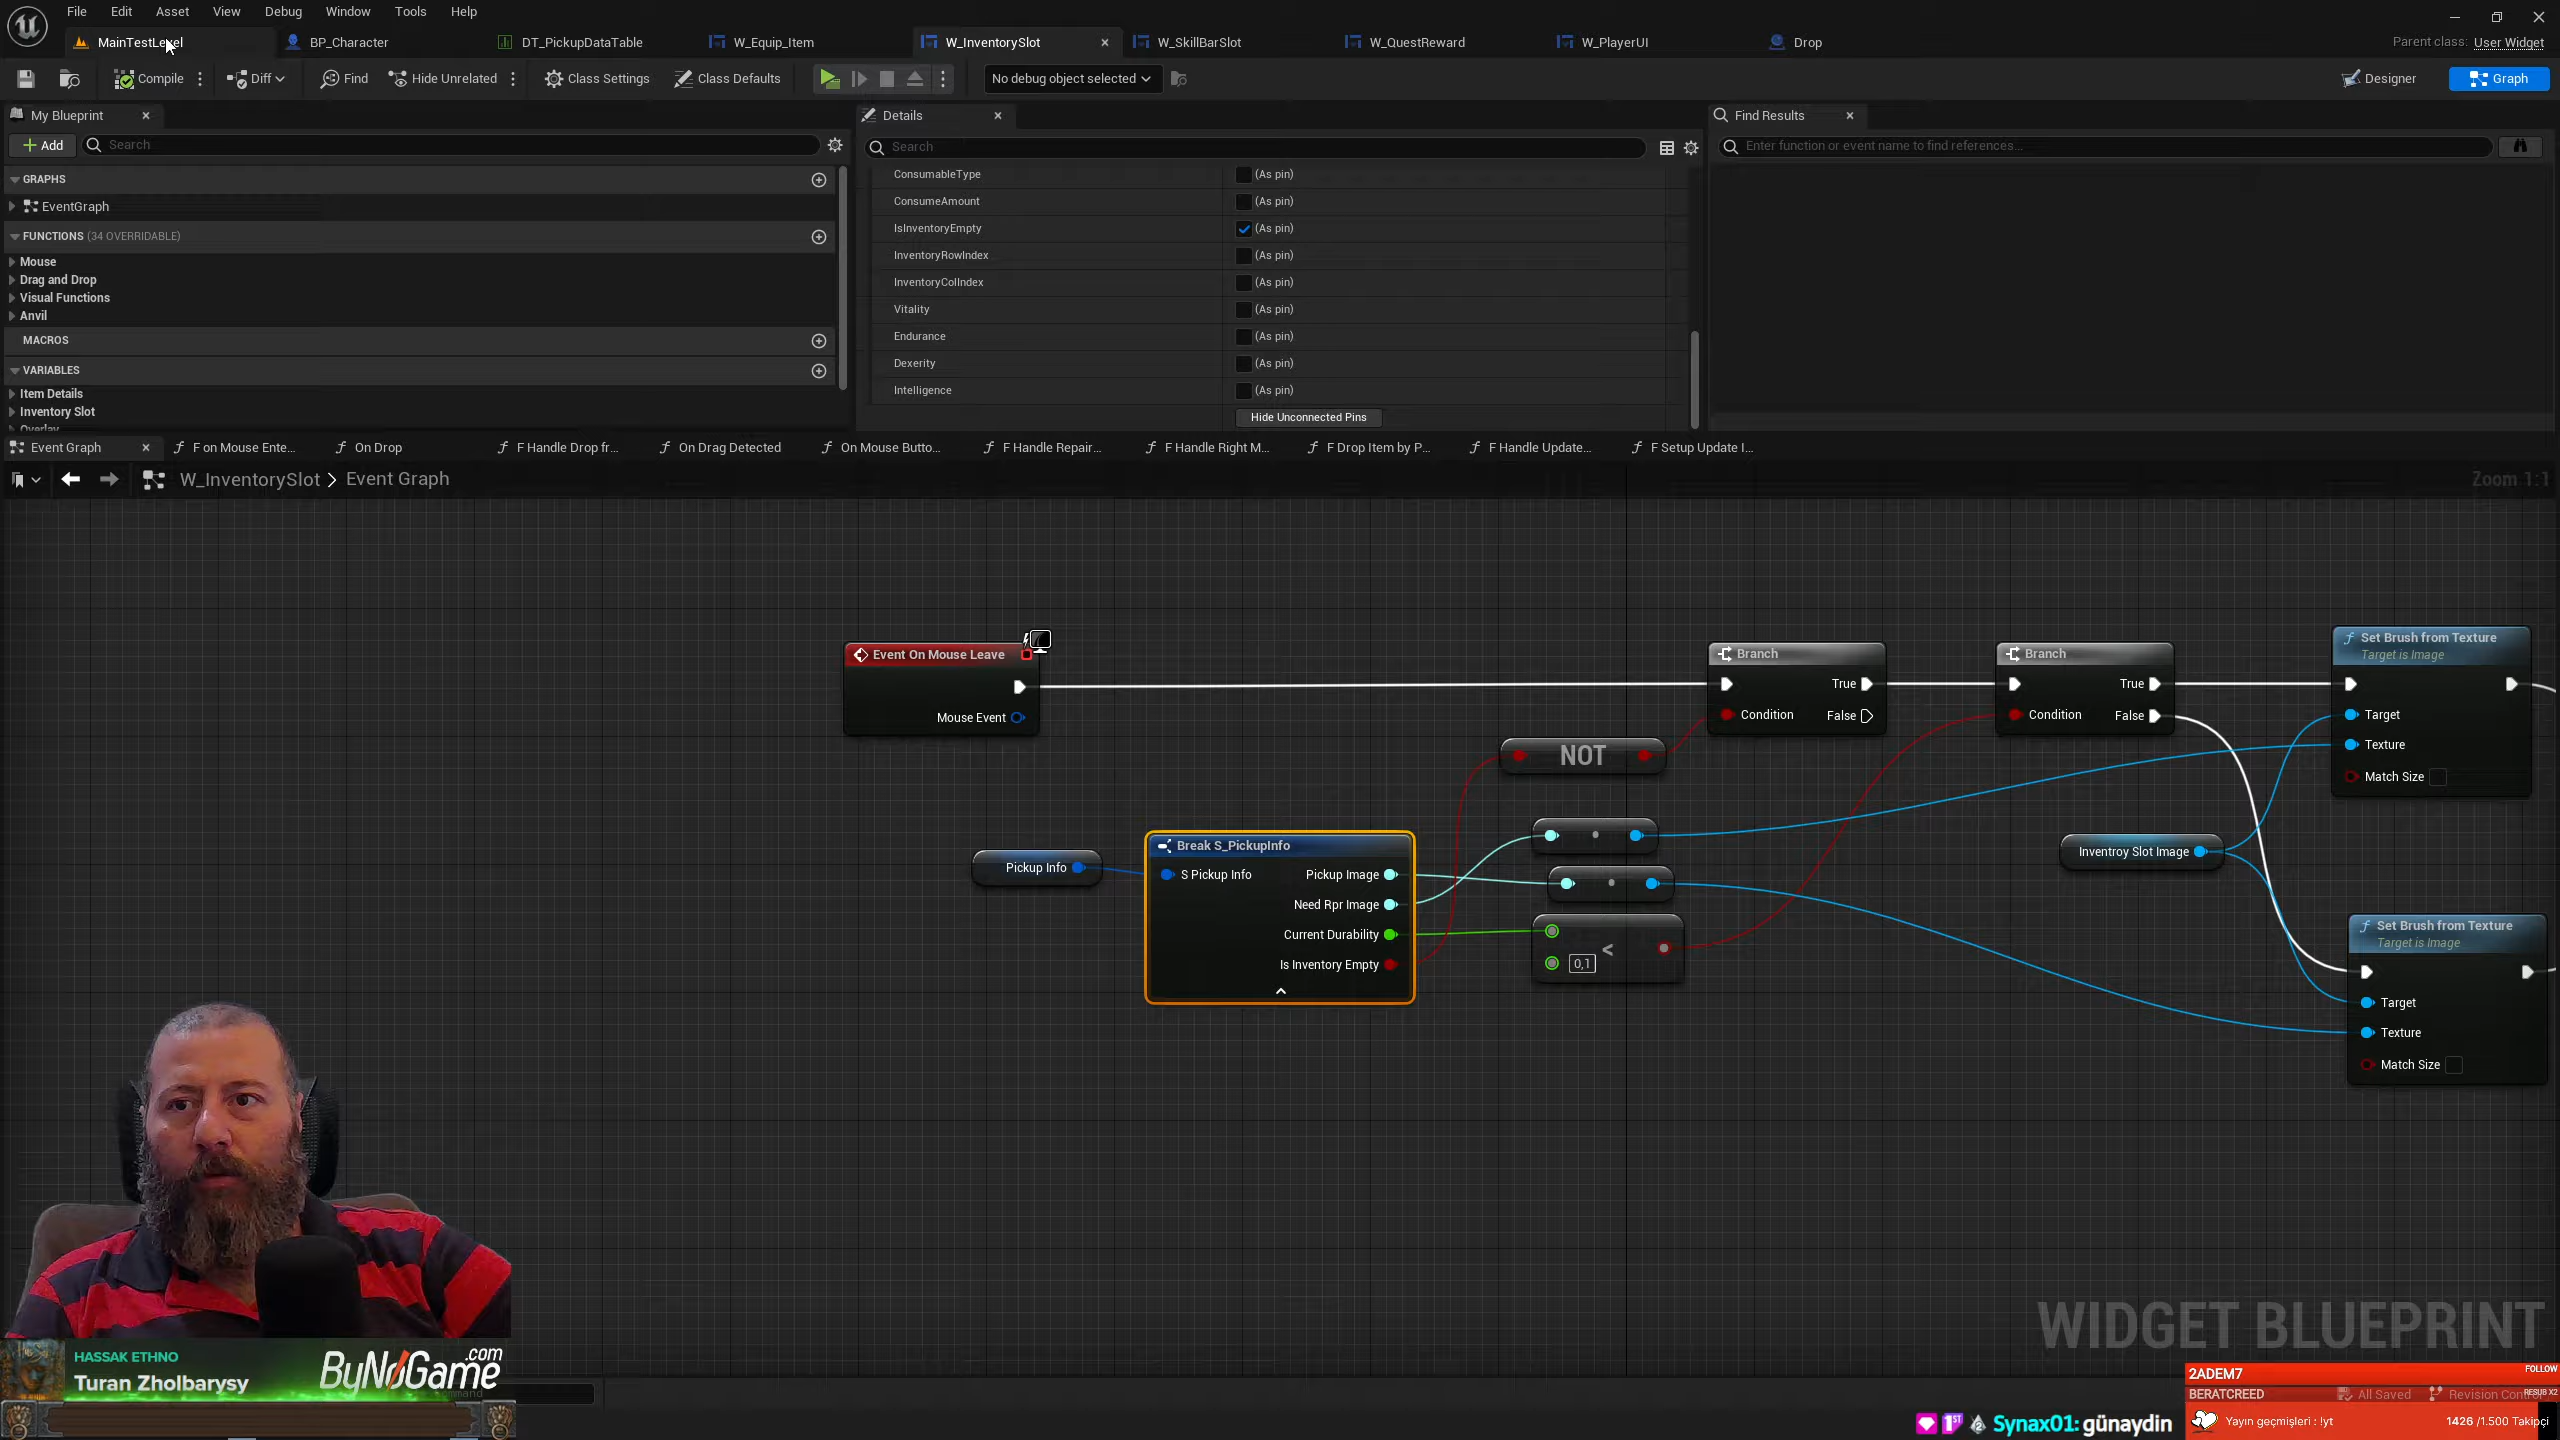 File Edit Asset View Debug Window Tools Help
MainTestLevel BP_Character DT_PickupDataTable W_Equip_Item W_InventorySlot W_SkillBarSlot W_QuestReward W_PlayerUI Drop Parent class: User Widget
Compile Diff Find Hide Unrelated Class Settings Class Defaults No debug object selected Designer Graph
My Blueprint Details Find Results
Add Search Search Enter function or event name to find references...
GRAPHS
EventGraph
FUNCTIONS (34 OVERRIDABLE)
Mouse
Drag and Drop
Visual Functions
Anvil
MACROS
VARIABLES
Item Details
Inventory Slot
Overlay
ConsumableType (As pin)
ConsumeAmount (As pin)
IsInventoryEmpty (As pin)
InventoryRowIndex (As pin)
InventoryColIndex (As pin)
Vitality (As pin)
Endurance (As pin)
Dexerity (As pin)
Intelligence (As pin)
Hide Unconnected Pins
Event Graph F on Mouse Ente... On Drop F Handle Drop fr... On Drag Detected On Mouse Butto... F Handle Repair... F Handle Right M... F Drop Item by P... F Handle Update... F Setup Update I...
W_InventorySlot > Event Graph Zoom 1:1
Event On Mouse Leave
Mouse Event
Branch
True
Condition False
Branch
True
Condition False
Set Brush from Texture
Target is Image
Target
Texture
Match Size
NOT
Pickup Info
Break S_PickupInfo
S Pickup Info Pickup Image
Need Rpr Image
Current Durability
Is Inventory Empty
0,1 <
Inventroy Slot Image
Set Brush from Texture
Target is Image
Target
Texture
Match Size
WIDGET BLUEPRINT
HASSAK ETHNO
Turan Zholbarysy
ByNoGame.com
2ADEM7 FOLLOW
BERATCREED RESUB X2
All Saved Revision Control
Synax01: günaydin
Yayın geçmişleri : !yt 1426 /1.500 Takipçi